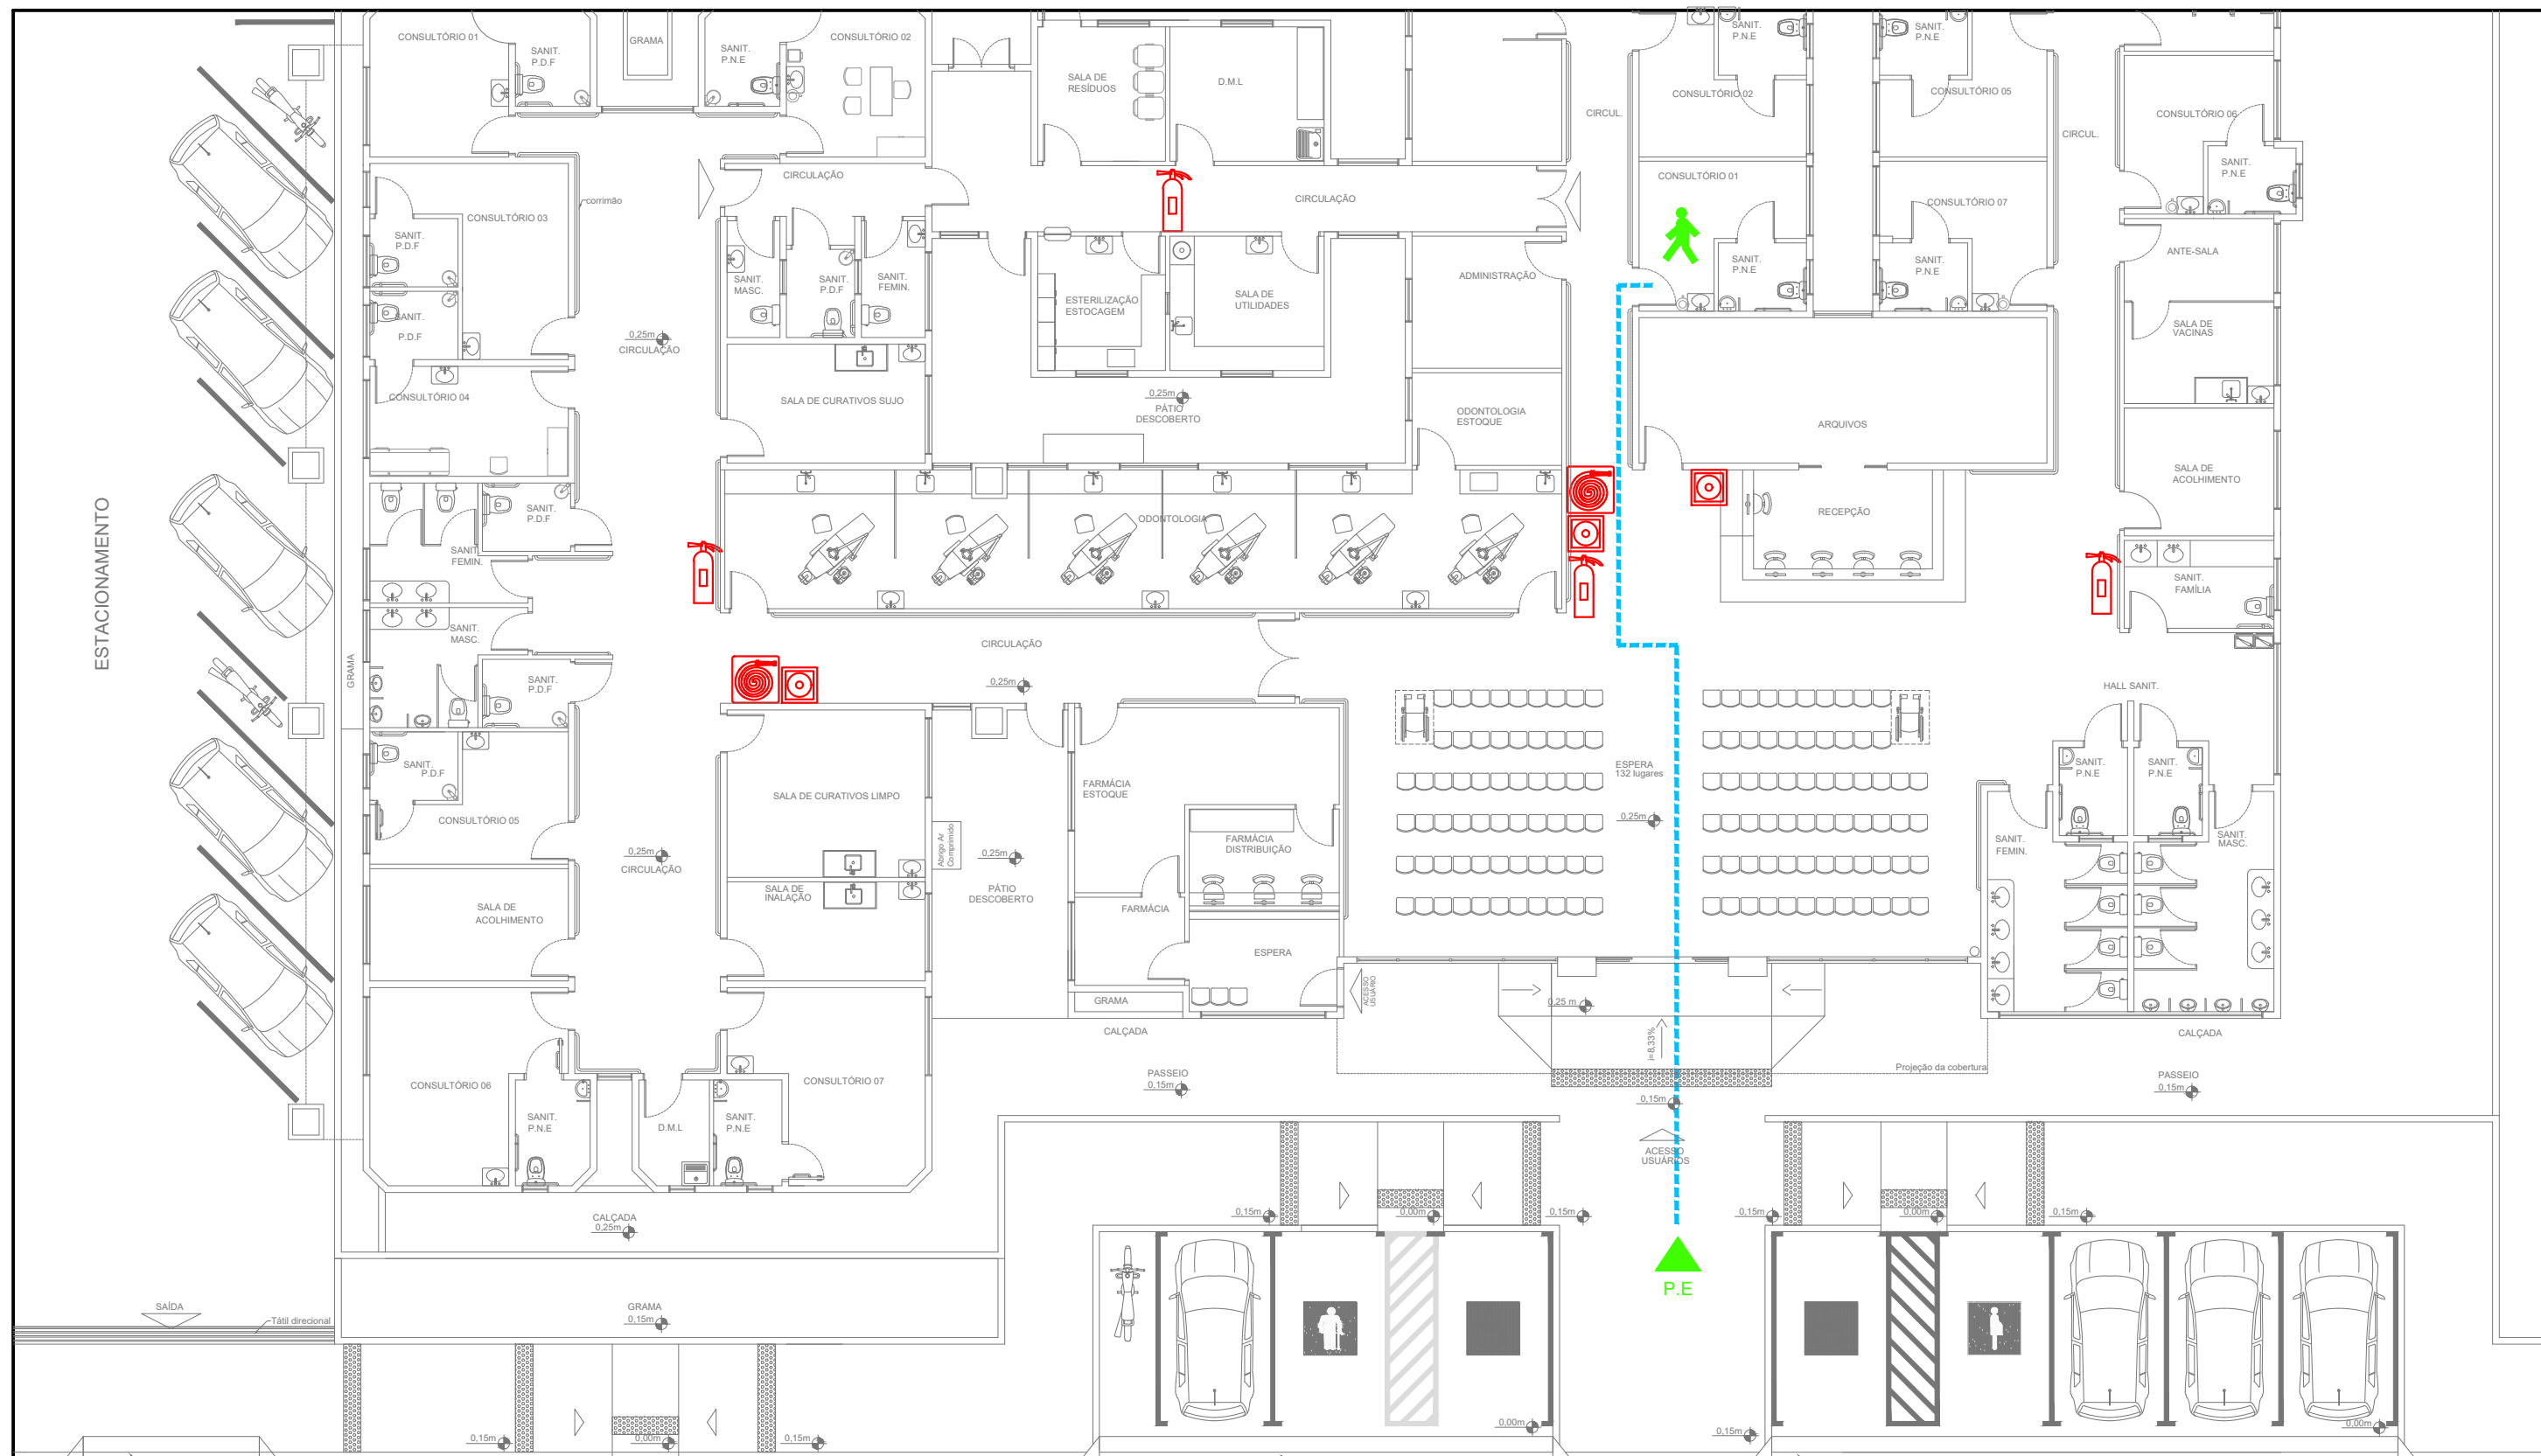 CONSULTÓRIO 01
SANIT.
P.D.F
GRAMA
SANIT.
P.N.E
CONSULTÓRIO 02
SALA DE
RESÍDUOS
D.M.L
CIRCUL.
SANIT.
P.N.E
CONSULTÓRIO 02
SANIT.
P.N.E
CONSULTÓRIO 05
CIRCUL.
CONSULTÓRIO 06
SANIT.
P.N.E
CIRCULAÇÃO
CIRCULAÇÃO
CONSULTÓRIO 01
SANIT.
P.N.E
CONSULTÓRIO 07
SANIT.
P.N.E
corrimão
CONSULTÓRIO 03
SANIT.
P.D.F
SANIT.
P.D.F
SANIT.
MASC.
SANIT.
P.D.F
SANIT.
FEMIN.
ESTERILIZAÇÃO
ESTOCAGEM
SALA DE
UTILIDADES
ADMINISTRAÇÃO
ANTE-SALA
SALA DE
VACINAS
0,25m
CIRCULAÇÃO
CONSULTÓRIO 04
SALA DE CURATIVOS SUJO
0,25m
PÁTIO
DESCOBERTO
ODONTOLOGIA
ESTOQUE
ARQUIVOS
SALA DE
ACOLHIMENTO
ESTACIONAMENTO
SANIT.
P.D.F
SANIT.
FEMIN.
ODONTOLOGIA
RECEPÇÃO
SANIT.
FAMÍLIA
GRAMA
SANIT.
MASC.
SANIT.
P.D.F
CIRCULAÇÃO
0,25m
HALL SANIT.
SANIT.
P.D.F
CONSULTÓRIO 05
0,25m
CIRCULAÇÃO
SALA DE CURATIVOS LIMPO
Abrigo Ar
Comprimido
0,25m
PÁTIO
DESCOBERTO
FARMÁCIA
ESTOQUE
FARMÁCIA
DISTRIBUIÇÃO
ESPERA
132 lugares
0,25m
SANIT.
P.N.E
SANIT.
P.N.E
SANIT.
FEMIN.
SANIT.
MASC.
SALA DE
ACOLHIMENTO
SALA DE
INALAÇÃO
FARMÁCIA
ESPERA
ACESSO
USUÁRIO
GRAMA
CALÇADA
0,25 m
i=8,33%
CALÇADA
Projeção da cobertura
CONSULTÓRIO 06
SANIT.
P.N.E
D.M.L
SANIT.
P.N.E
CONSULTÓRIO 07
PASSEIO
0,15m
0,15m
PASSEIO
0,15m
ACESSO
USUÁRIOS
CALÇADA
0,25m
0,15m
0,00m
0,15m
0,15m
0,00m
0,15m
P.E
SAÍDA
Tátil direcional
GRAMA
0,15m
0,00m
0,15m
0,00m
0,15m
0,00m
0,15m